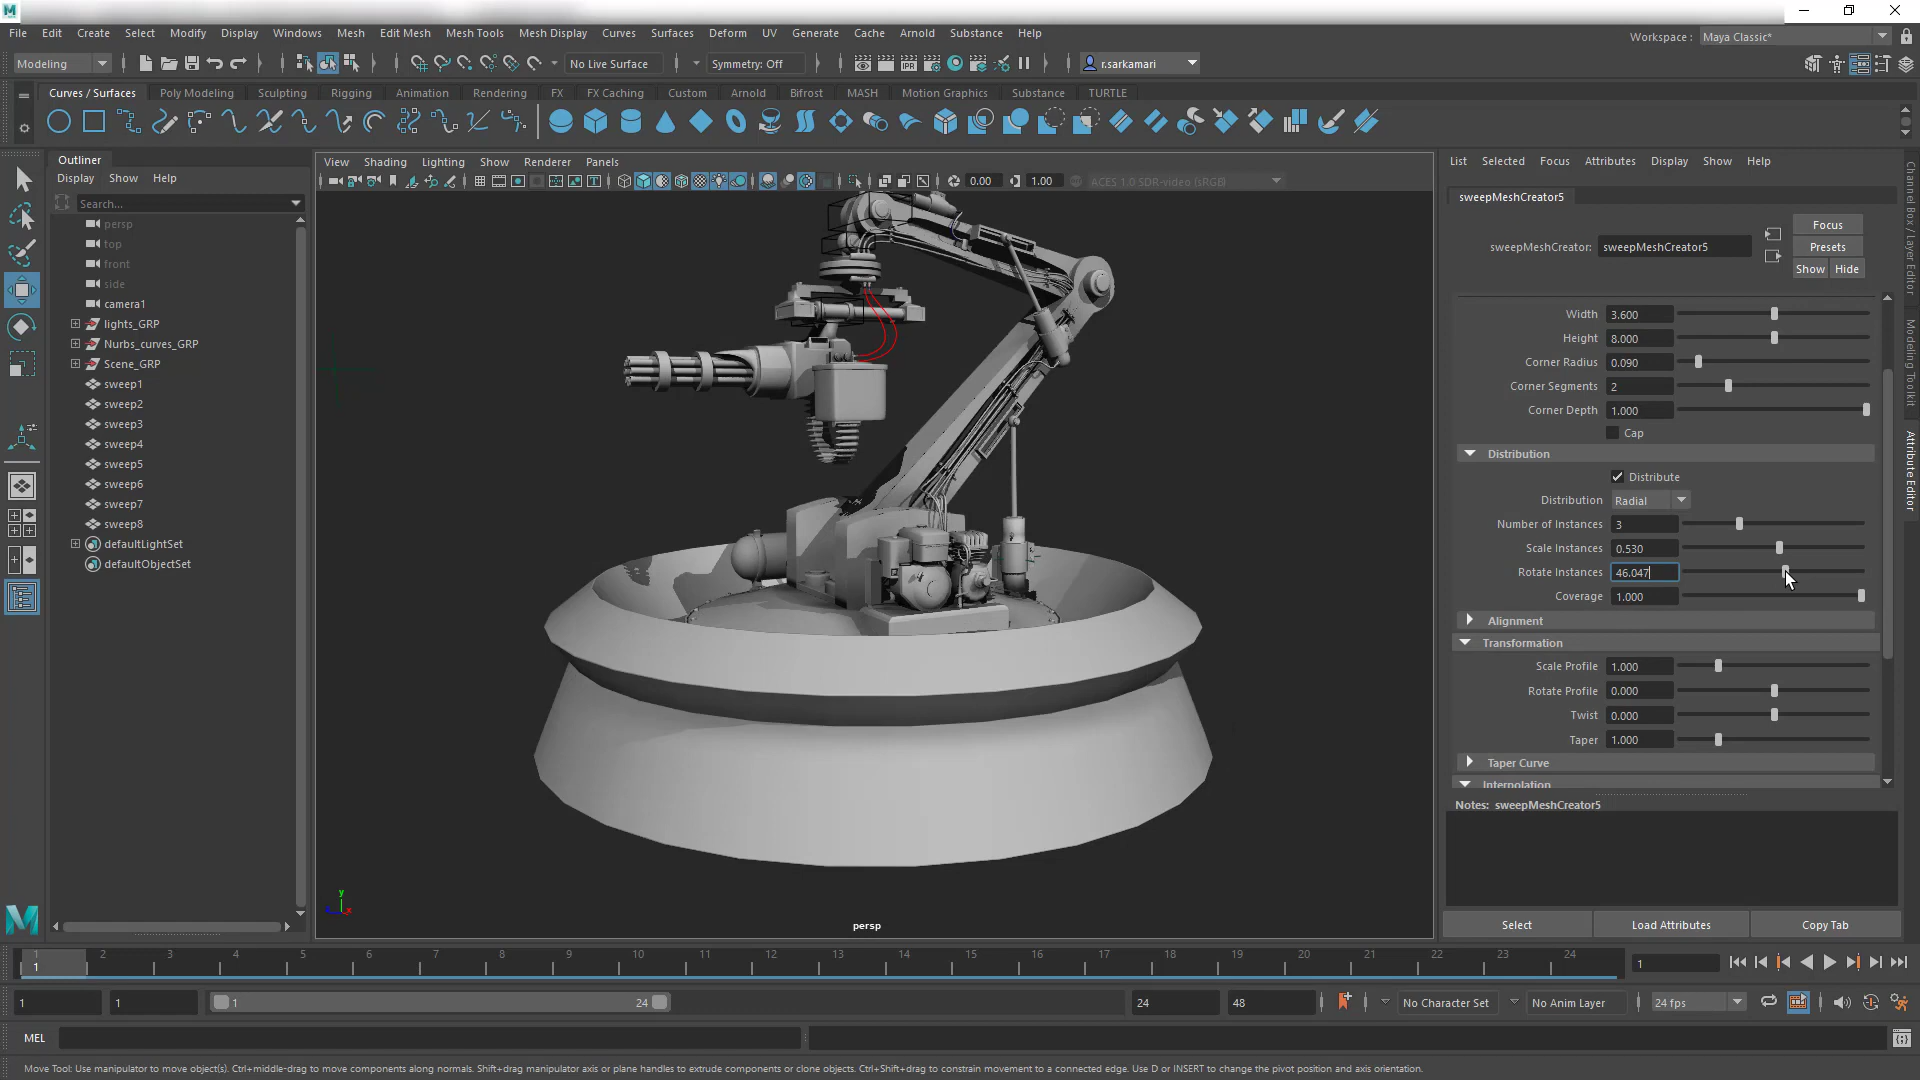 File Edit Create Select Modify Display Windows Mesh Edit Mesh Mesh Tools Mesh Display Curves Surfaces Deform UV Generate Cache Arnold Substance Help
Workspace : Maya Classic*
Modeling No Live Surface Symmetry: Off IPR r.sarkamari
Curves / Surfaces Poly Modeling Sculpting Rigging Animation Rendering FX FX Caching Custom Arnold Bifrost MASH Motion Graphics Substance TURTLE
Outliner
Display Show Help
Search...
persp
top
front
side
camera1
lights_GRP
Nurbs_curves_GRP
Scene_GRP
sweep1
sweep2
sweep3
sweep4
sweep5
sweep6
sweep7
sweep8
defaultLightSet
defaultObjectSet
View Shading Lighting Show Renderer Panels
0.00 1.00 ACES 1.0 SDR-video (sRGB)
y
x
persp
List Selected Focus Attributes Display Show Help
sweepMeshCreator5
sweepMeshCreator: sweepMeshCreator5
Focus
Presets
Show Hide
Width 3.600
Height 8.000
Corner Radius 0.090
Corner Segments 2
Corner Depth 1.000
Cap
Distribution
Distribute
Distribution Radial
Number of Instances 3
Scale Instances 0.530
Rotate Instances 46.047
Coverage 1.000
Alignment
Transformation
Scale Profile 1.000
Rotate Profile 0.000
Twist 0.000
Taper 1.000
Taper Curve
Interpolation
Notes: sweepMeshCreator5
Select Load Attributes Copy Tab
Channel Box / Layer Editor
Modeling Toolkit
Attribute Editor
1 2 3 4 5 6 7 8 9 10 11 12 13 14 15 16 17 18 19 20 21 22 23 24
1
1
1 1 1 24 24 48 No Character Set No Anim Layer 24 fps
MEL
Move Tool: Use manipulator to move object(s). Ctrl+middle-drag to move components along normals. Shift+drag manipulator axis or plane handles to extrude components or clone objects. Ctrl+Shift+drag to constrain movement to a connected edge. Use D or INSERT to change the pivot position and axis orientation.